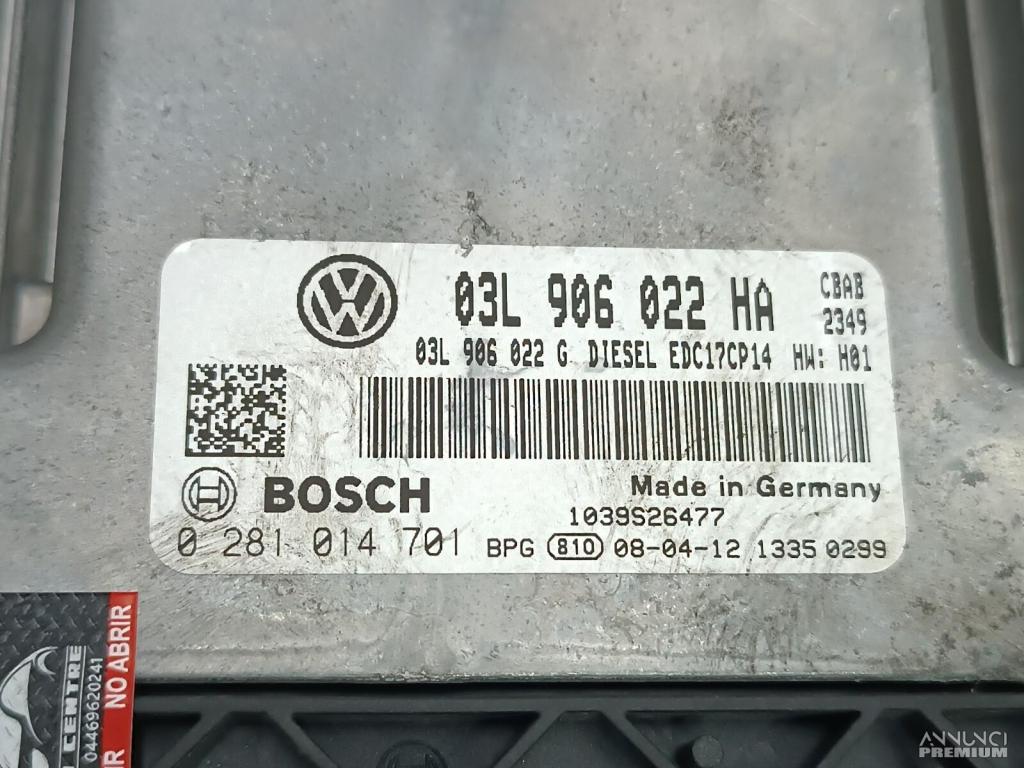 03L 906 022 HA
CBAB
2349
03L 906 022 G DIESEL EDC17CP14 HW: H01
BOSCH
Made in Germany
1039S26477
0 281 014 701 BPG 810 08-04-12 1335 0299
CENTRE
04469620241
NO ABRIR
ANNUNCI
PREMIUM